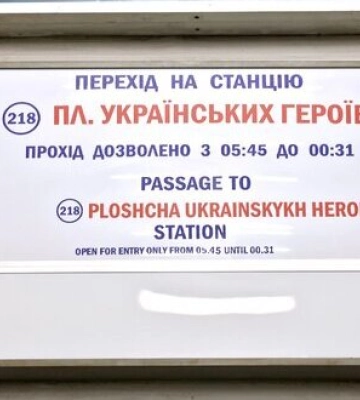 ПЕРЕХІД НА СТАНЦІЮ
218 ПЛ. УКРАЇНСЬКИХ ГЕРОЇВ
ПРОХІД ДОЗВОЛЕНО З 05:45 ДО 00:31
PASSAGE TO
218 PLOSHCHA UKRAINSKYKH HERO
STATION
OPEN FOR ENTRY ONLY FROM 05.45 UNTIL 00.31